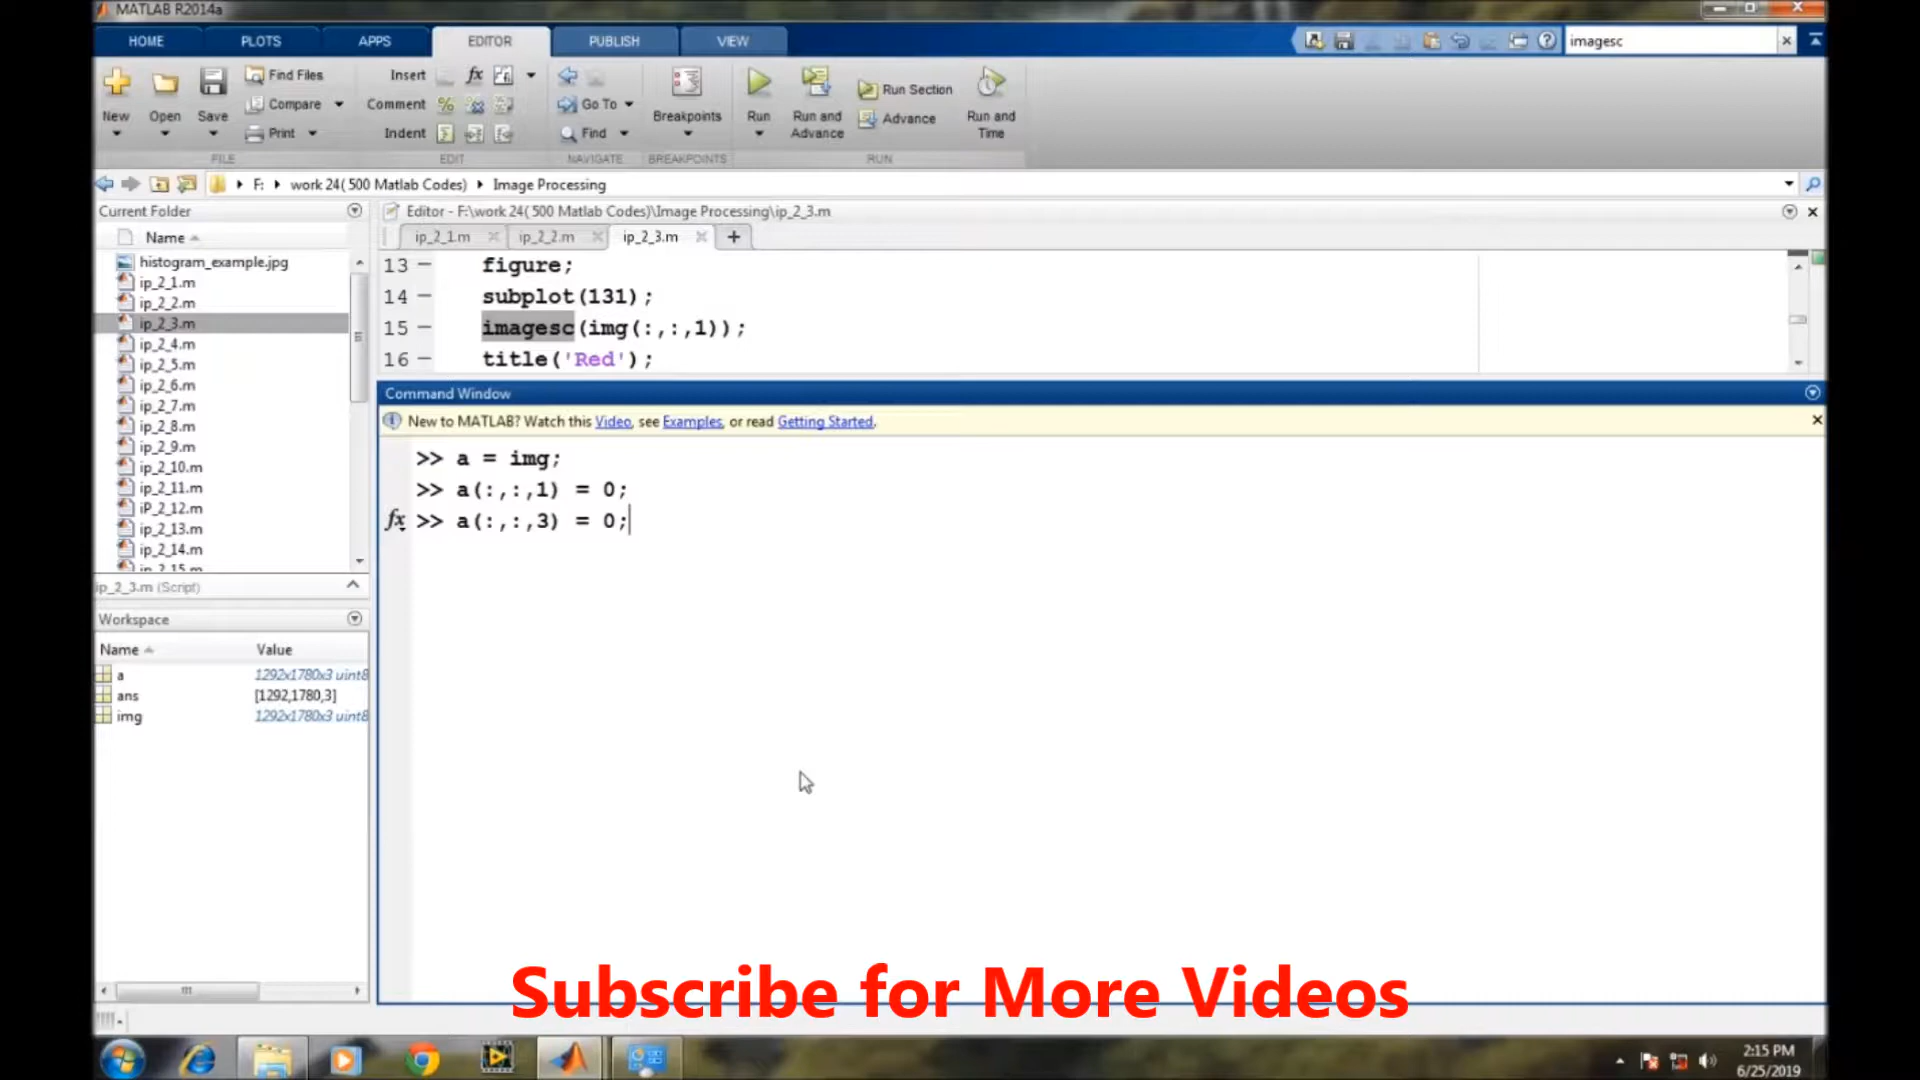 MATLAB R2014a
HOME
PLOTS
APPS
EDITOR
PUBLISH
VIEW
imagesc
New
Open
Save
Find Files
Compare
Print
Insert
Comment
Indent
fx
Go To
Find
Breakpoints
Run
Run and Advance
Run Section
Advance
Run and Time
FILE
EDIT
NAVIGATE
BREAKPOINTS
RUN
F: work 24( 500 Matlab Codes) Image Processing
Current Folder
Name
histogram_example.jpg
ip_2_1.m
ip_2_2.m
ip_2_3.m
ip_2_4.m
ip_2_5.m
ip_2_6.m
ip_2_7.m
ip_2_8.m
ip_2_9.m
ip_2_10.m
ip_2_11.m
iP_2_12.m
ip_2_13.m
ip_2_14.m
ip_2_15.m
ip_2_3.m (Script)
Workspace
Name Value
a 1292x1780x3 uint8
ans [1292,1780,3]
img 1292x1780x3 uint8
Editor - F:\work 24( 500 Matlab Codes)\Image Processing\ip_2_3.m
ip_2_1.m ip_2_2.m ip_2_3.m
13 figure;
14 subplot(131);
15 imagesc(img(:,:,1));
16 title('Red');
Command Window
New to MATLAB? Watch this Video, see Examples, or read Getting Started.
>> a = img;
>> a(:,:,1) = 0;
fx >> a(:,:,3) = 0;
Subscribe for More Videos
2:15 PM
6/25/2019